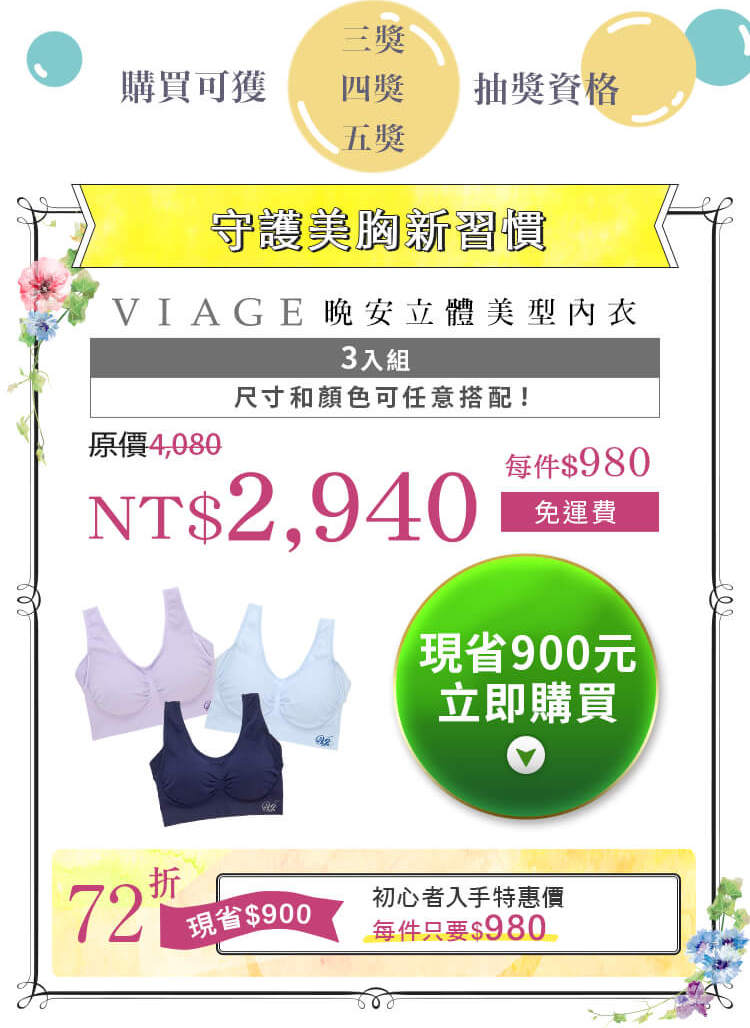 三獎
購買可獲 四獎 抽獎資格
五獎
守護美胸新習慣
VIAGE 晚安立體美型內衣
3入組
尺寸和顏色可任意搭配！
原價4,080
每件$980
NT$2,940
免運費
現省900元
立即購買
72折
現省$900
初心者入手特惠價
每件只要$980